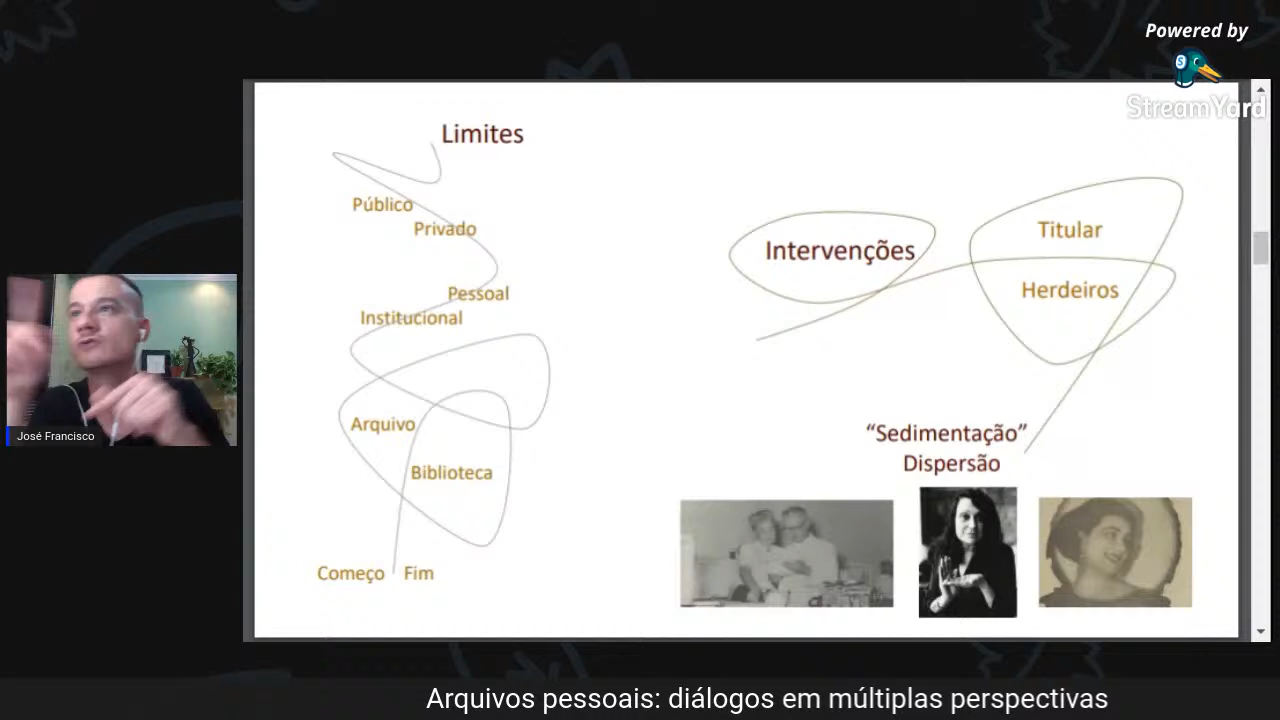 Powered by
StreamYard
Limites
Público
Privado
Pessoal
Institucional
Arquivo
Biblioteca
Começo Fim
Intervenções
Titular
Herdeiros
“Sedimentação”
Dispersão
José Francisco
Arquivos pessoais: diálogos em múltiplas perspectivas